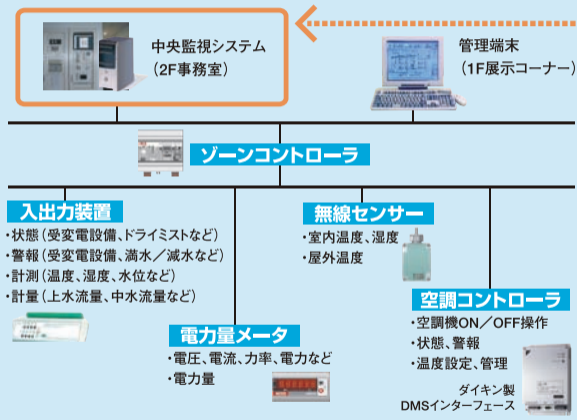 中央監視システム
（2F事務室）
管理端末
（1F展示コーナー）
ゾーンコントローラ
入出力装置
・状態（受変電設備、ドライミストなど）
・警報（受変電設備、満水／減水など）
・計測（温度、湿度、水位など）
・計量（上水流量、中水流量など）
無線センサー
・室内温度、湿度
・屋外温度
電力量メータ
・電圧、電流、力率、電力など
・電力量
空調コントローラ
・空調機ON／OFF操作
・状態、警報
・温度設定、管理
ダイキン製
DMSインターフェース